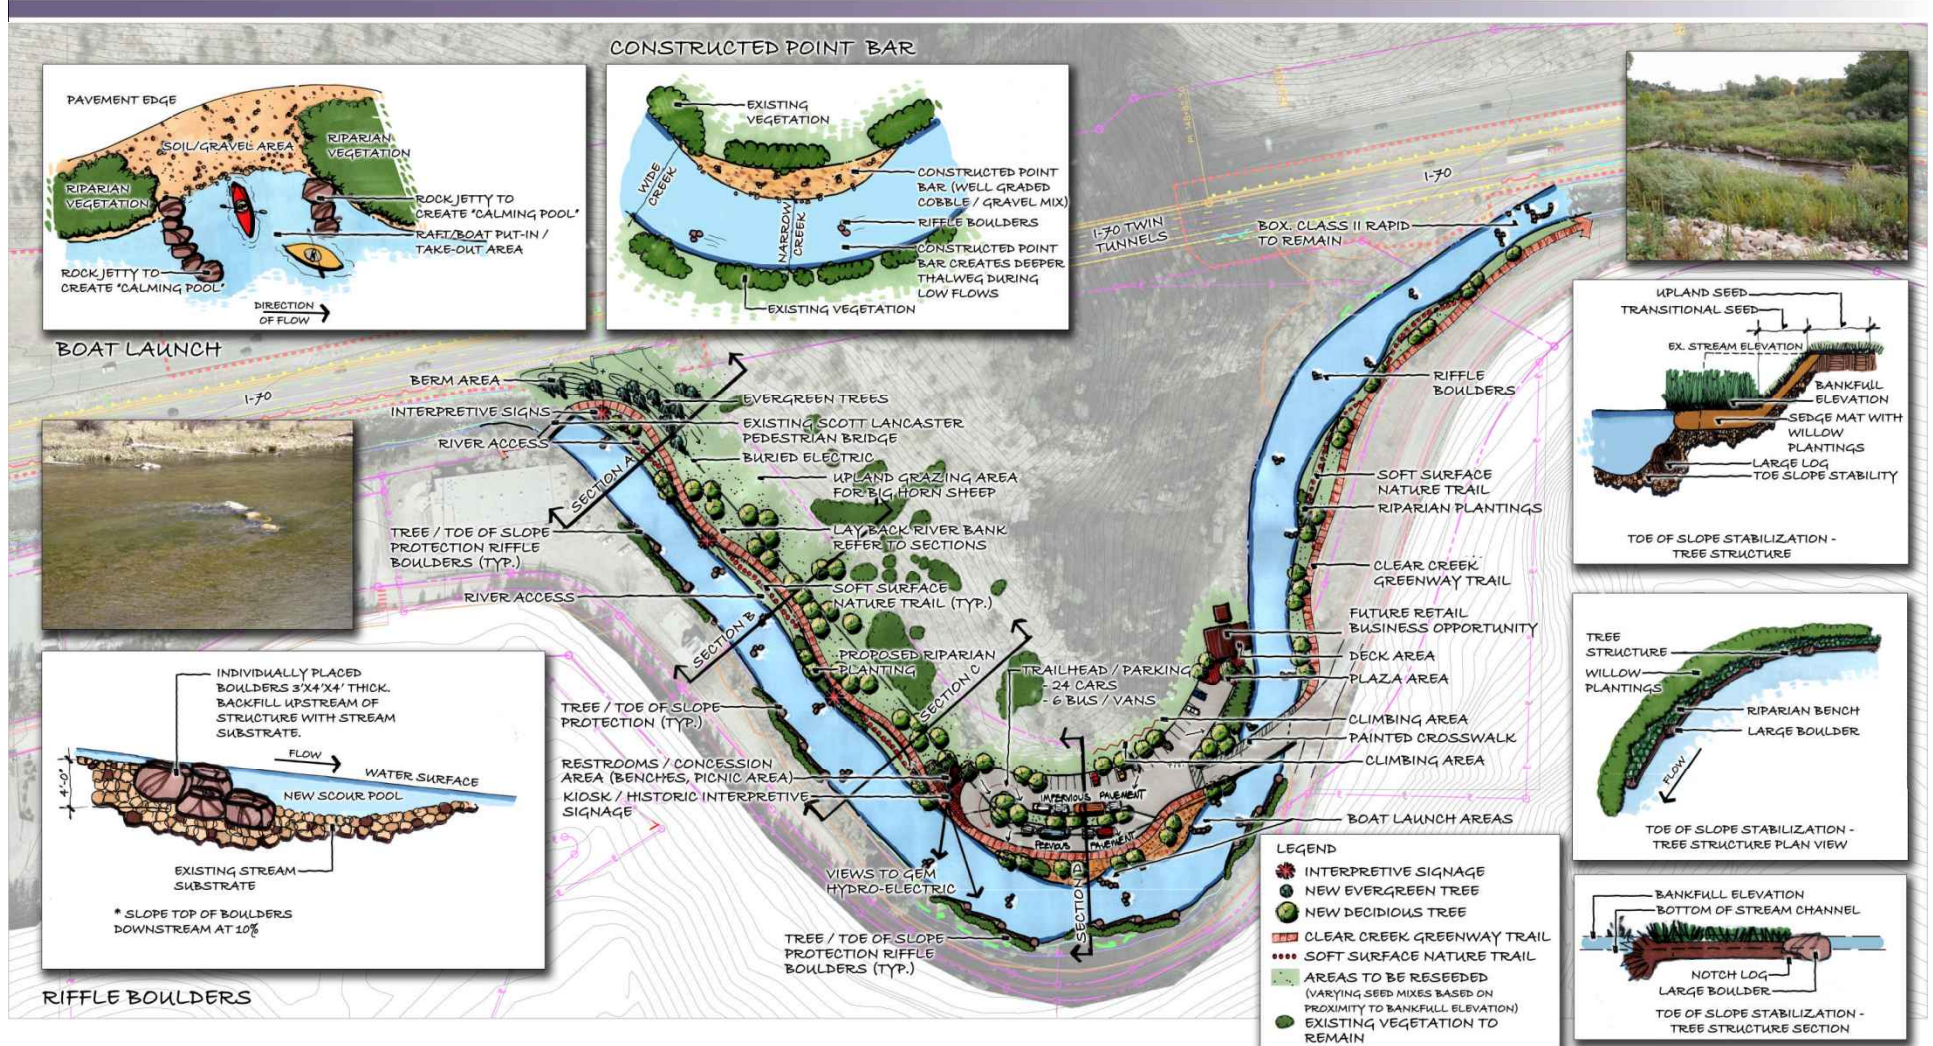 CONSTRUCTED POINT BAR
PAVEMENT EDGE
SOIL/GRAVEL AREA
RIPARIAN
VEGETATION
RIPARIAN
VEGETATION
ROCK JETTY TO
CREATE "CALMING POOL"
RAFT/BOAT PUT-IN /
TAKE-OUT AREA
ROCK JETTY TO
CREATE "CALMING POOL"
DIRECTION
OF FLOW
BOAT LAUNCH
EXISTING
VEGETATION
WIDE
CREEK
NARROW
CREEK
CONSTRUCTED POINT
BAR (WELL GRADED
COBBLE / GRAVEL MIX)
RIFFLE BOULDERS
CONSTRUCTED POINT
BAR CREATES DEEPER
THALWEG DURING
LOW FLOWS
EXISTING VEGETATION
I-70
I-70 TWIN
TUNNELS
BOX. CLASS II RAPID
TO REMAIN
RIFFLE
BOULDERS
I-70
BERM AREA
INTERPRETIVE SIGNS
RIVER ACCESS
EVERGREEN TREES
EXISTING SCOTT LANCASTER
PEDESTRIAN BRIDGE
BURIED ELECTRIC
SECTION A
UPLAND GRAZING AREA
FOR BIG HORN SHEEP
TREE / TOE OF SLOPE
PROTECTION RIFFLE
BOULDERS (TYP.)
LAY BACK RIVER BANK
REFER TO SECTIONS
RIVER ACCESS
SOFT SURFACE
NATURE TRAIL (TYP.)
SECTION B
PROPOSED RIPARIAN
PLANTING
SECTION C
TRAILHEAD / PARKING
- 24 CARS
- 6 BUS / VANS
TREE / TOE OF SLOPE
PROTECTION (TYP.)
RESTROOMS / CONCESSION
AREA (BENCHES, PICNIC AREA)
KIOSK / HISTORIC INTERPRETIVE
SIGNAGE
IMPERVIOUS PAVEMENT
PERVIOUS PAVEMENT
VIEWS TO GEM
HYDRO-ELECTRIC
SECTION D
TREE / TOE OF SLOPE
PROTECTION RIFFLE
BOULDERS (TYP.)
SOFT SURFACE
NATURE TRAIL
RIPARIAN PLANTINGS
CLEAR CREEK
GREENWAY TRAIL
FUTURE RETAIL
BUSINESS OPPORTUNITY
DECK AREA
PLAZA AREA
CLIMBING AREA
PAINTED CROSSWALK
CLIMBING AREA
BOAT LAUNCH AREAS
INDIVIDUALLY PLACED
BOULDERS 3'X4'X4' THICK.
BACKFILL UPSTREAM OF
STRUCTURE WITH STREAM
SUBSTRATE.
FLOW
WATER SURFACE
4'-0"
NEW SCOUR POOL
EXISTING STREAM
SUBSTRATE
* SLOPE TOP OF BOULDERS
DOWNSTREAM AT 10%
RIFFLE BOULDERS
LEGEND
INTERPRETIVE SIGNAGE
NEW EVERGREEN TREE
NEW DECIDIOUS TREE
CLEAR CREEK GREENWAY TRAIL
SOFT SURFACE NATURE TRAIL
AREAS TO BE RESEEDED
(VARYING SEED MIXES BASED ON
PROXIMITY TO BANKFULL ELEVATION)
EXISTING VEGETATION TO
REMAIN
UPLAND SEED
TRANSITIONAL SEED
EX. STREAM ELEVATION
BANKFULL
ELEVATION
SEDGE MAT WITH
WILLOW
PLANTINGS
LARGE LOG
TOE SLOPE STABILITY
TOE OF SLOPE STABILIZATION -
TREE STRUCTURE
TREE
STRUCTURE
WILLOW
PLANTINGS
RIPARIAN BENCH
LARGE BOULDER
FLOW
TOE OF SLOPE STABILIZATION -
TREE STRUCTURE PLAN VIEW
BANKFULL ELEVATION
BOTTOM OF STREAM CHANNEL
NOTCH LOG
LARGE BOULDER
TOE OF SLOPE STABILIZATION -
TREE STRUCTURE SECTION